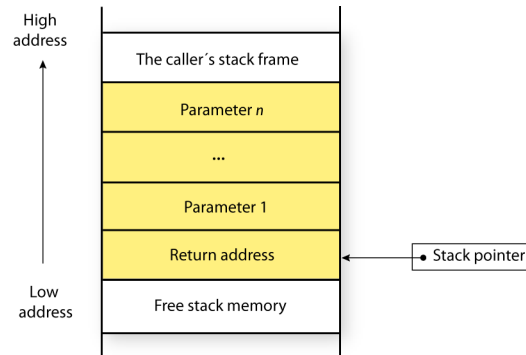 High
address
The caller´s stack frame
Parameter n
...
Parameter 1
Return address
Stack pointer
Low
address
Free stack memory